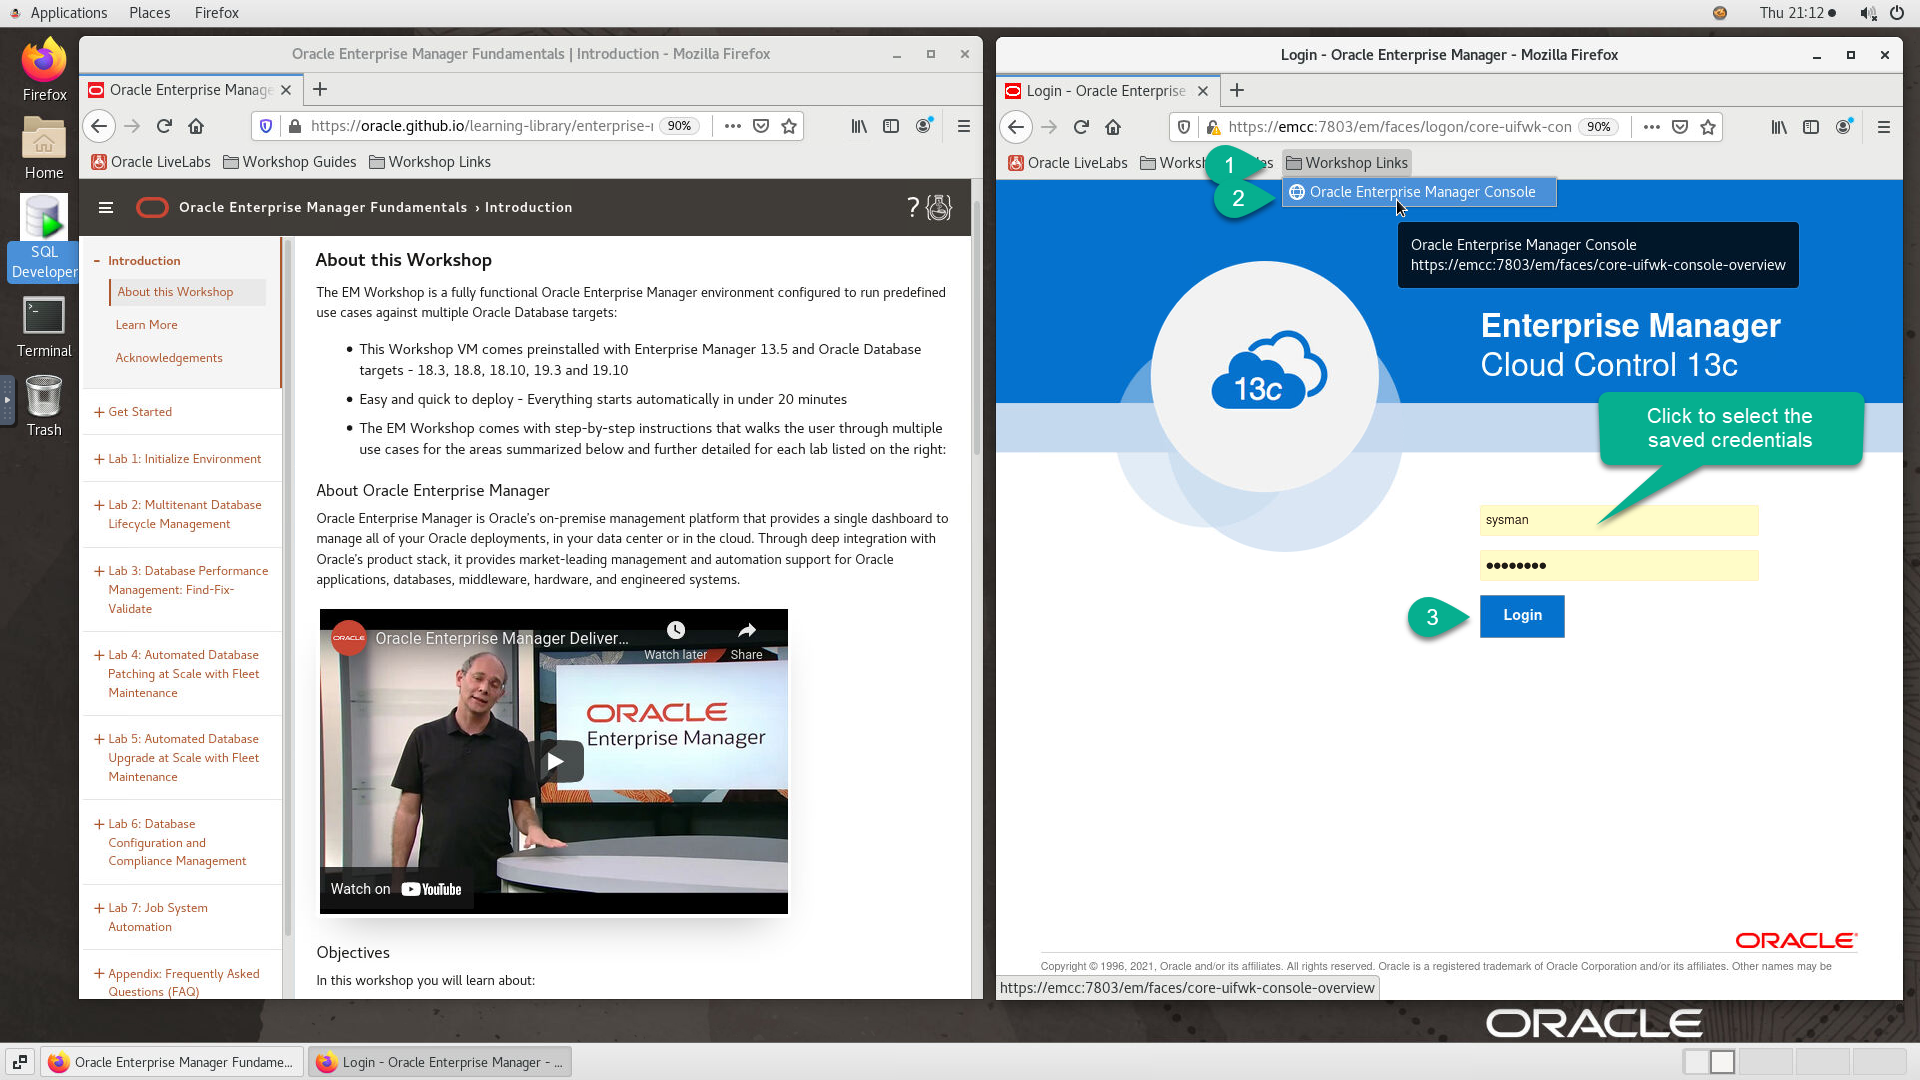 Applications Places Firefox
Thu 21:12
Firefox
Home
SQL
Developer
Terminal
Trash
Oracle Enterprise Manager Fundamentals | Introduction - Mozilla Firefox
Oracle Enterprise Manage
https://oracle.github.io/learning-library/enterprise-
90%
Oracle LiveLabs Workshop Guides Workshop Links
Oracle Enterprise Manager Fundamentals › Introduction
?
- Introduction
About this Workshop
Learn More
Acknowledgements
+ Get Started
+ Lab 1: Initialize Environment
+ Lab 2: Multitenant Database
Lifecycle Management
+ Lab 3: Database Performance
Management: Find-Fix-
Validate
+ Lab 4: Automated Database
Patching at Scale with Fleet
Maintenance
+ Lab 5: Automated Database
Upgrade at Scale with Fleet
Maintenance
+ Lab 6: Database
Configuration and
Compliance Management
+ Lab 7: Job System
Automation
+ Appendix: Frequently Asked
Questions (FAQ)
About this Workshop
The EM Workshop is a fully functional Oracle Enterprise Manager environment configured to run predefined
use cases against multiple Oracle Database targets:
• This Workshop VM comes preinstalled with Enterprise Manager 13.5 and Oracle Database
targets - 18.3, 18.8, 18.10, 19.3 and 19.10
• Easy and quick to deploy - Everything starts automatically in under 20 minutes
• The EM Workshop comes with step-by-step instructions that walks the user through multiple
use cases for the areas summarized below and further detailed for each lab listed on the right:
About Oracle Enterprise Manager
Oracle Enterprise Manager is Oracle's on-premise management platform that provides a single dashboard to
manage all of your Oracle deployments, in your data center or in the cloud. Through deep integration with
Oracle's product stack, it provides market-leading management and automation support for Oracle
applications, databases, middleware, hardware, and engineered systems.
ORACLE
Oracle Enterprise Manager Deliver...
Watch later Share
ORACLE
Enterprise Manager
Watch on YouTube
Objectives
In this workshop you will learn about:
Login - Oracle Enterprise Manager - Mozilla Firefox
Login - Oracle Enterprise
https://emcc:7803/em/faces/logon/core-uifwk-con
90%
Oracle LiveLabs Worksh es Workshop Links
1
2
Oracle Enterprise Manager Console
Oracle Enterprise Manager Console
https://emcc:7803/em/faces/core-uifwk-console-overview
13c
Enterprise Manager
Cloud Control 13c
Click to select the
saved credentials
sysman
●●●●●●●●
3
Login
ORACLE
Copyright © 1996, 2021, Oracle and/or its affiliates. All rights reserved. Oracle is a registered trademark of Oracle Corporation and/or its affiliates. Other names may be
https://emcc:7803/em/faces/core-uifwk-console-overview
ORACLE
Oracle Enterprise Manager Fundame...
Login - Oracle Enterprise Manager - ...